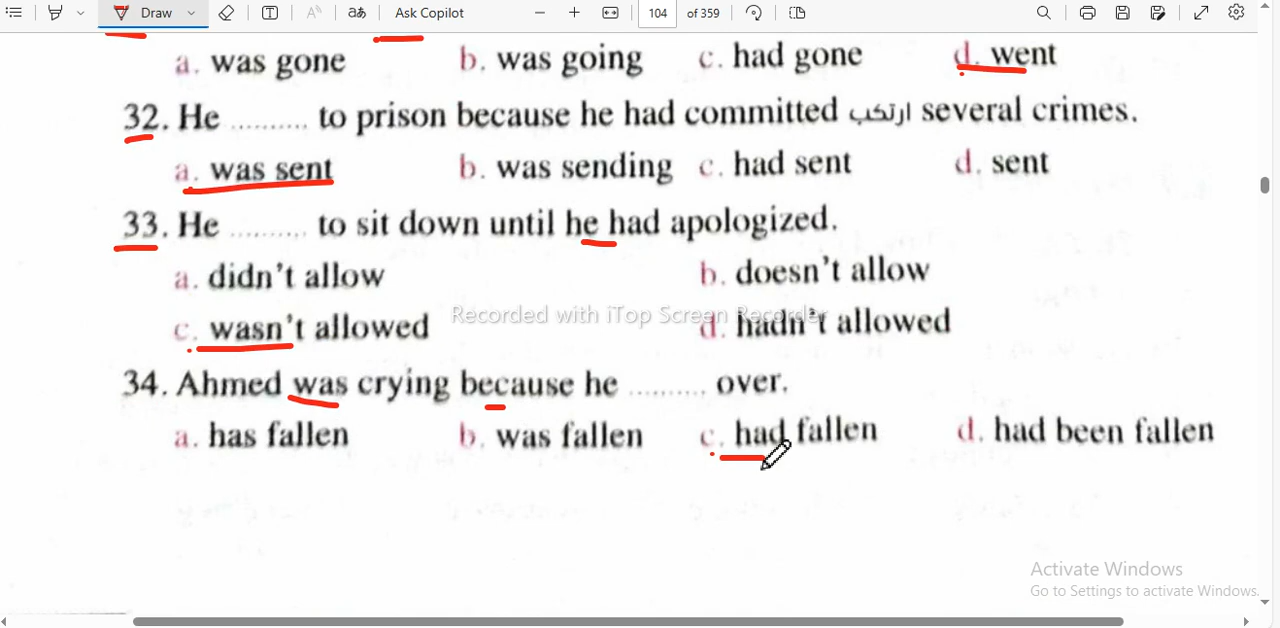 Draw
aあ
Ask Copilot
104 of 359
a. was gone b. was going c. had gone d. went
32. He .......... to prison because he had committed ارتكب several crimes.
a. was sent b. was sending c. had sent d. sent
33. He .......... to sit down until he had apologized.
a. didn't allow b. doesn't allow
c. wasn't allowed d. hadn't allowed
Recorded with iTop Screen Recorder
34. Ahmed was crying because he .......... over.
a. has fallen b. was fallen c. had fallen d. had been fallen
Activate Windows
Go to Settings to activate Windows.